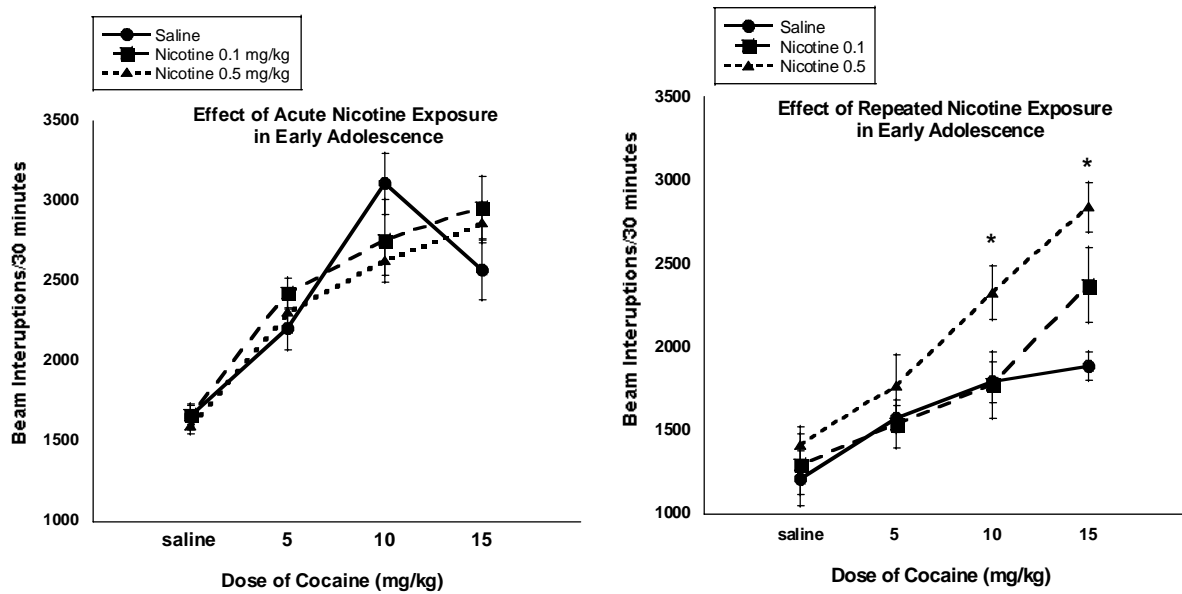 Saline
Nicotine 0.1 mg/kg
Nicotine 0.5 mg/kg
Effect of Acute Nicotine Exposure
in Early Adolescence
3500
3000
2500
2000
1500
1000
Beam Interuptions/30 minutes
saline 5 10 15
Dose of Cocaine (mg/kg)
Saline
Nicotine 0.1
Nicotine 0.5
Effect of Repeated Nicotine Exposure
in Early Adolescence
3500
3000
2500
2000
1500
1000
Beam Interuptions/30 minutes
*
*
saline 5 10 15
Dose of Cocaine (mg/kg)